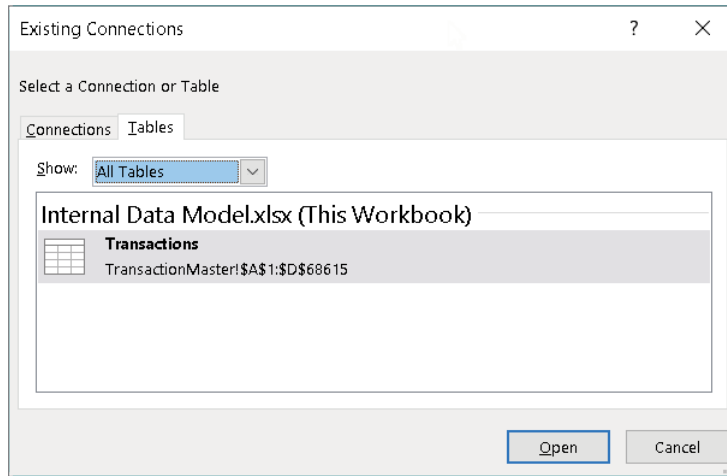 Existing Connections ?
Select a Connection or Table
Connections Tables
Show: All Tables
Internal Data Model.xlsx (This Workbook)
Transactions
TransactionMaster!$A$1:$D$68615
Open Cancel